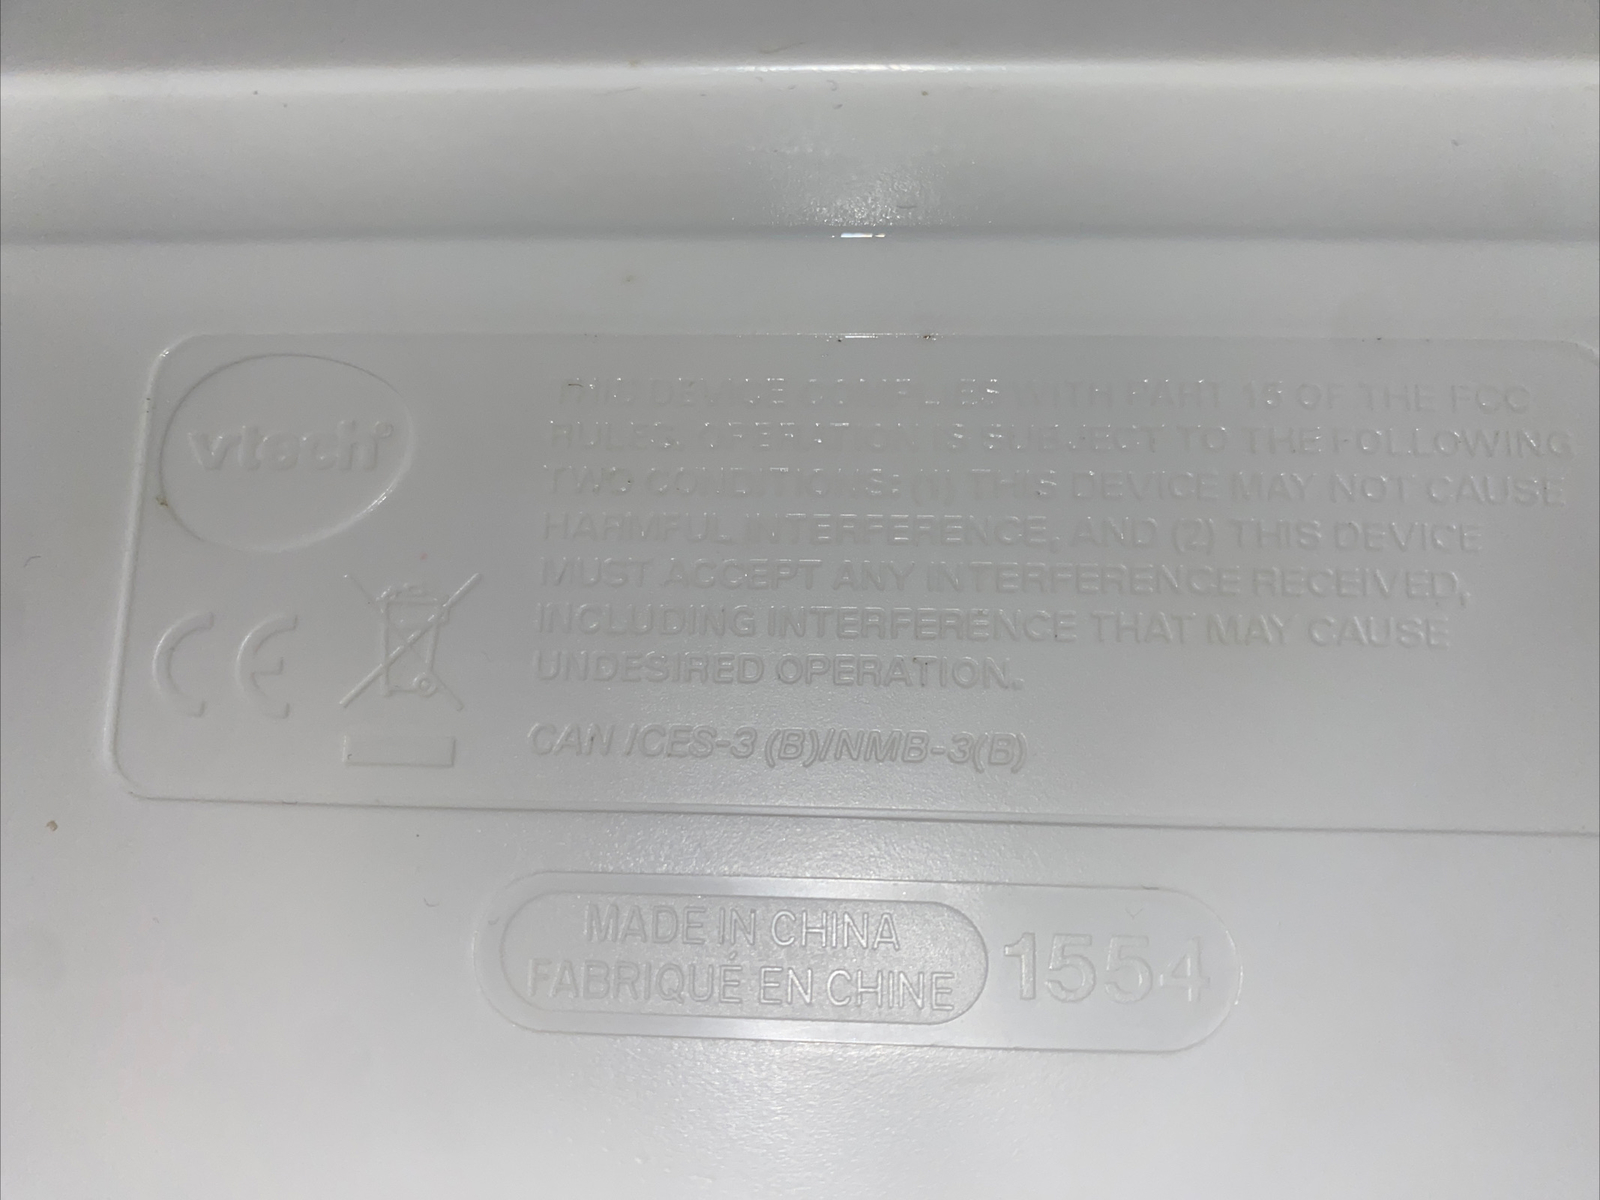 vtech®
THIS DEVICE COMPLIES WITH PART 15 OF THE FCC
RULES. OPERATION IS SUBJECT TO THE FOLLOWING
TWO CONDITIONS: (1) THIS DEVICE MAY NOT CAUSE
HARMFUL INTERFERENCE, AND (2) THIS DEVICE
MUST ACCEPT ANY INTERFERENCE RECEIVED,
INCLUDING INTERFERENCE THAT MAY CAUSE
UNDESIRED OPERATION.
CE
CAN ICES-3 (B)/NMB-3(B)
MADE IN CHINA
FABRIQUÉ EN CHINE
1554